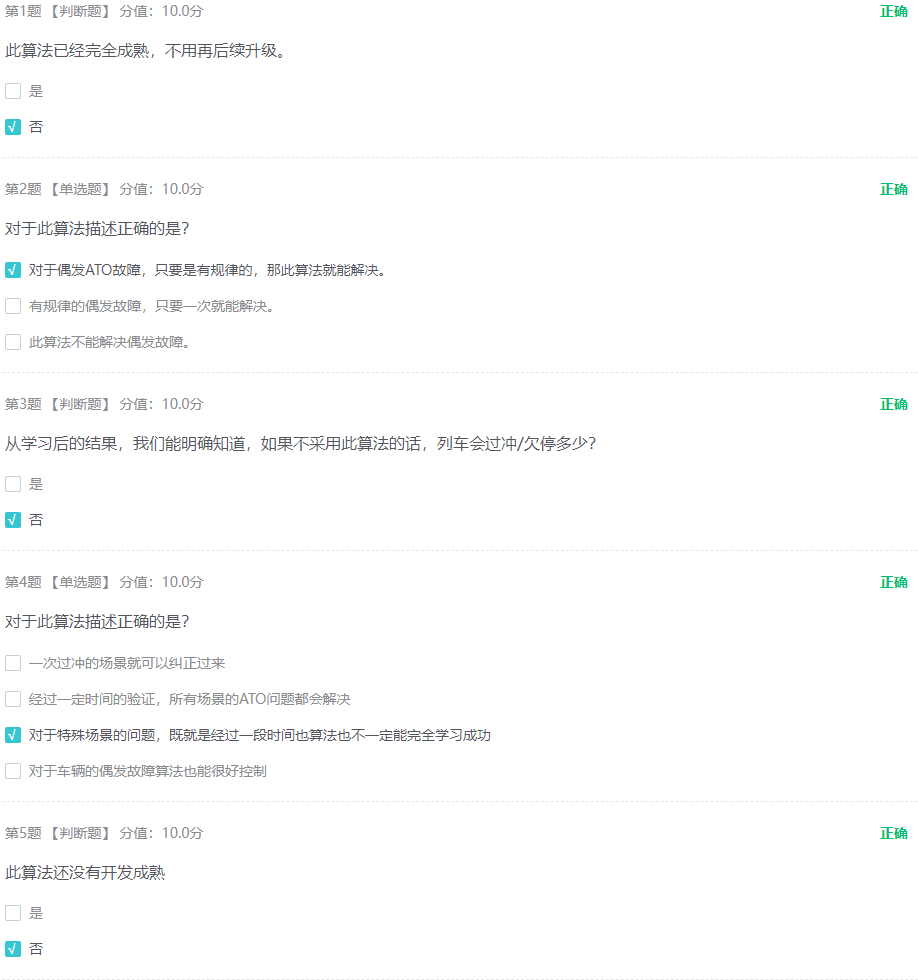 第1题 【判断题】 分值：10.0分 正确
此算法已经完全成熟，不用再后续升级。
是
√ 否
第2题 【单选题】 分值：10.0分 正确
对于此算法描述正确的是？
√ 对于偶发ATO故障，只要是有规律的，那此算法就能解决。
有规律的偶发故障，只要一次就能解决。
此算法不能解决偶发故障。
第3题 【判断题】 分值：10.0分 正确
从学习后的结果，我们能明确知道，如果不采用此算法的话，列车会过冲/欠停多少？
是
√ 否
第4题 【单选题】 分值：10.0分 正确
对于此算法描述正确的是？
一次过冲的场景就可以纠正过来
经过一定时间的验证，所有场景的ATO问题都会解决
√ 对于特殊场景的问题，既就是经过一段时间也算法也不一定能完全学习成功
对于车辆的偶发故障算法也能很好控制
第5题 【判断题】 分值：10.0分 正确
此算法还没有开发成熟
是
√ 否